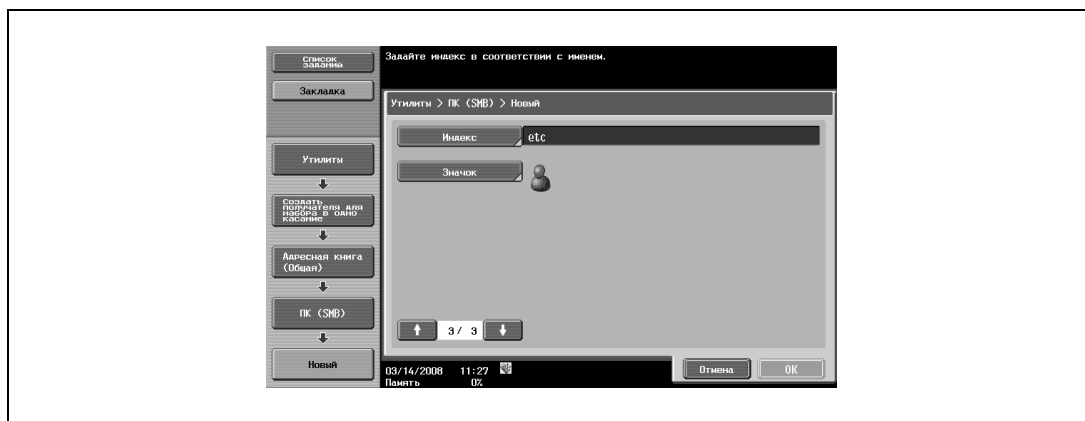 Список
заданий
Закладка
Утилиты
Создать
получателя для
набора в одно
касание
Адресная книга
(Общая)
ПК (SMB)
Новый
Задайте индекс в соответствии с именем.
Утилиты > ПК (SMB) > Новый
Индекс etc
Значок
3/ 3
03/14/2008 11:27
Память 0%
Отмена OK